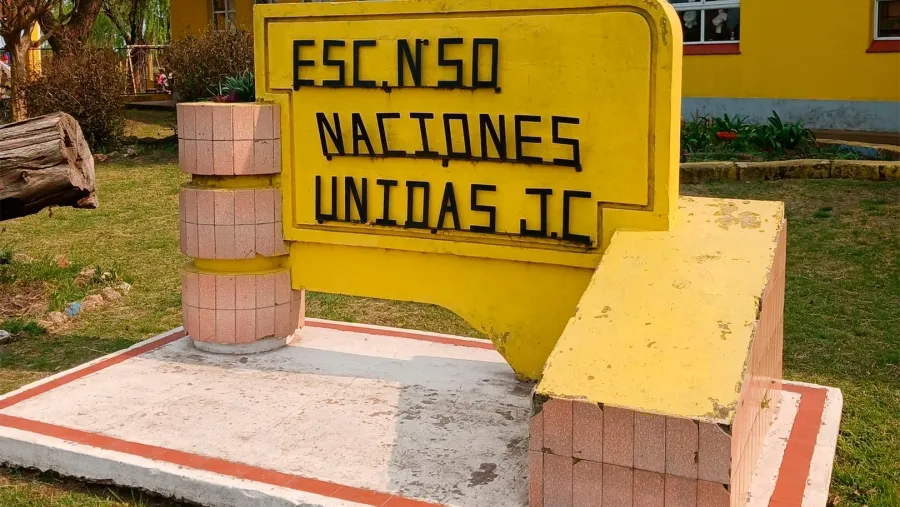 ESC. N° 50
NACIONES
UNIDAS J.C